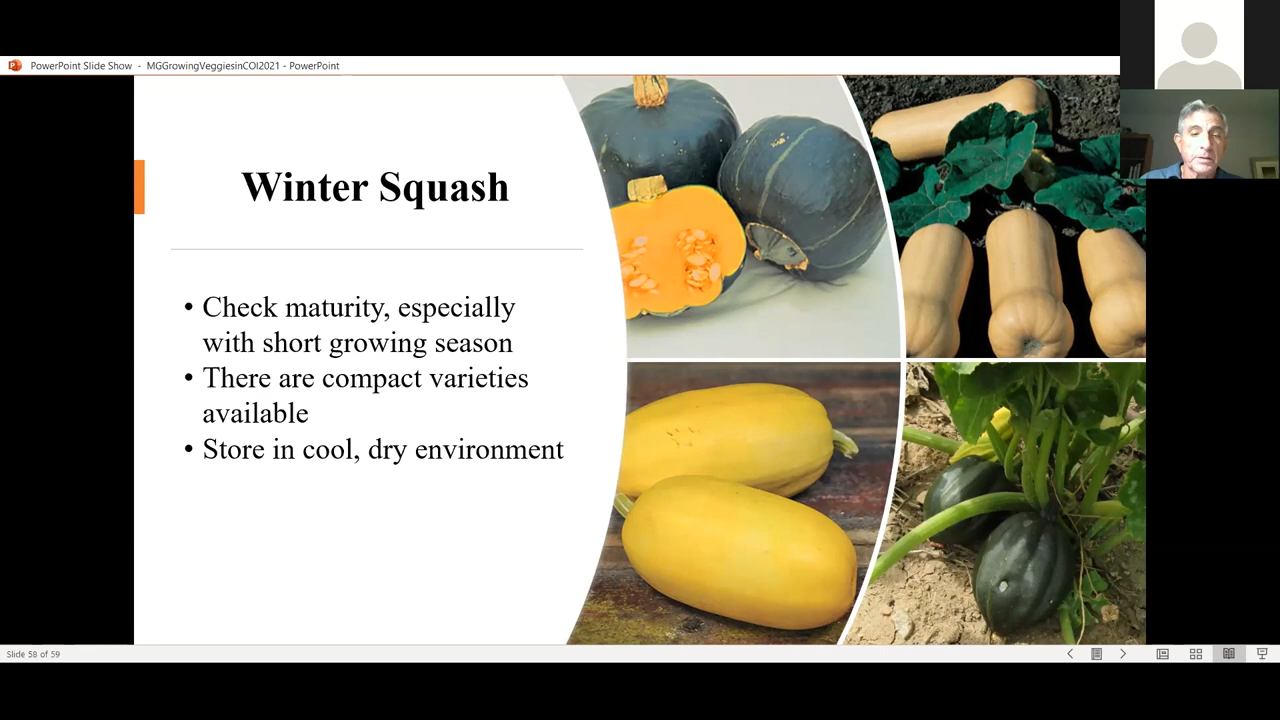 PowerPoint Slide Show - MGGrowingVeggiesinCOI2021 - PowerPoint
Winter Squash
• Check maturity, especially
with short growing season
• There are compact varieties
available
• Store in cool, dry environment
Slide 58 of 59